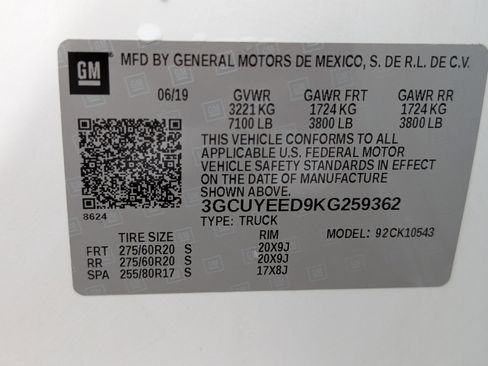 GM MFD BY GENERAL MOTORS DE MEXICO, S. DE R.L. DE C.V.
06/19 GVWR GAWR FRT GAWR RR
3221 KG 1724 KG 1724 KG
7100 LB 3800 LB 3800 LB
THIS VEHICLE CONFORMS TO ALL
APPLICABLE U.S. FEDERAL MOTOR
VEHICLE SAFETY STANDARDS IN EFFECT
ON THE DATE OF MANUFACTURE
SHOWN ABOVE.
8624
3GCUYEED9KG259362
TYPE: TRUCK
TIRE SIZE RIM MODEL: 92CK10543
FRT 275/60R20 S 20X9J
RR 275/60R20 S 20X9J
SPA 255/80R17 S 17X8J